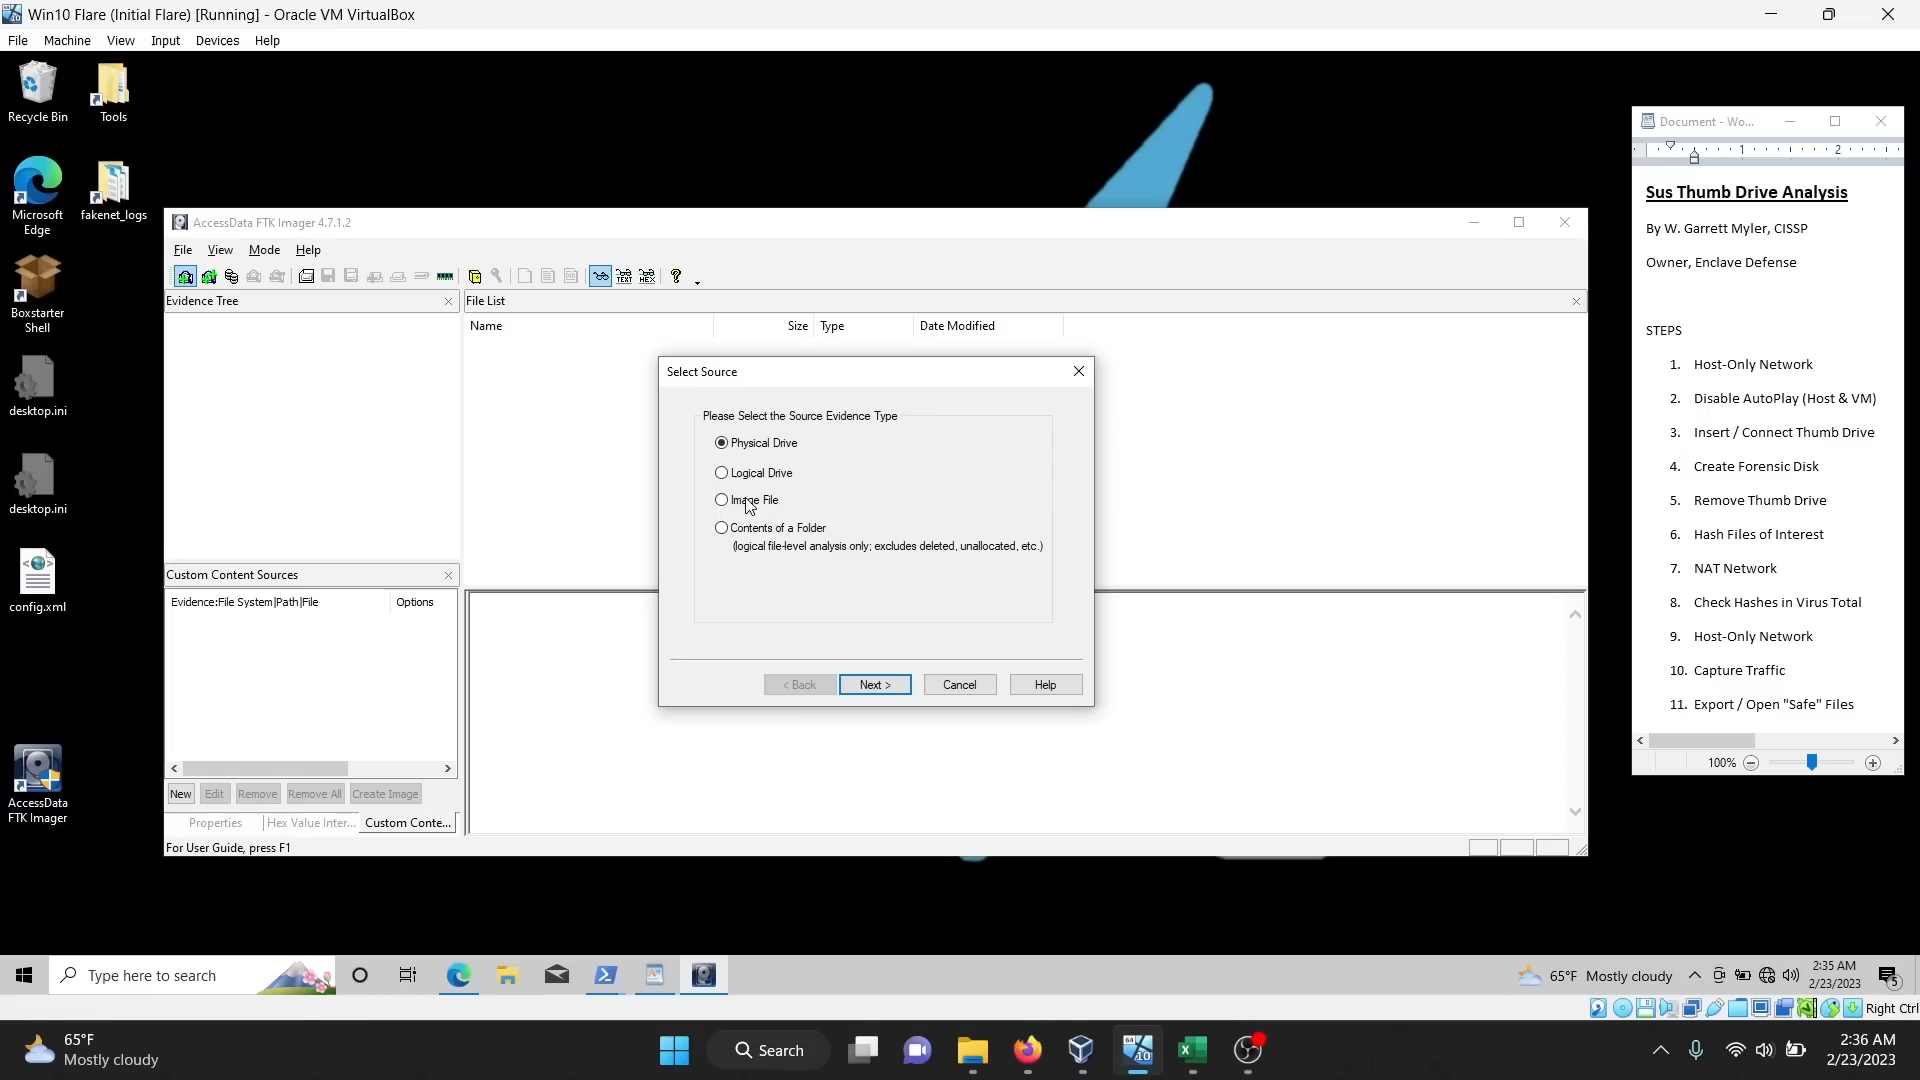 Win10 Flare (Initial Flare) [Running] - Oracle VM VirtualBox
File Machine View Input Devices Help
Recycle Bin
Tools
Microsoft Edge
fakenet_logs
Boxstarter Shell
desktop.ini
desktop.ini
config.xml
AccessData FTK Imager
AccessData FTK Imager 4.7.1.2
File View Mode Help
TEXT HEX
Evidence Tree
File List
Name Size Type Date Modified
Custom Content Sources
Evidence:File System|Path|File Options
New Edit Remove Remove All Create Image
Properties Hex Value Inter... Custom Conte...
For User Guide, press F1
Select Source
Please Select the Source Evidence Type
Physical Drive
Logical Drive
Image File
Contents of a Folder
(logical file-level analysis only; excludes deleted, unallocated, etc.)
< Back Next > Cancel Help
Document - Wo...
1 2
Sus Thumb Drive Analysis
By W. Garrett Myler, CISSP
Owner, Enclave Defense
STEPS
1. Host-Only Network
2. Disable AutoPlay (Host & VM)
3. Insert / Connect Thumb Drive
4. Create Forensic Disk
5. Remove Thumb Drive
6. Hash Files of Interest
7. NAT Network
8. Check Hashes in Virus Total
9. Host-Only Network
10. Capture Traffic
11. Export / Open "Safe" Files
100%
Type here to search
65°F Mostly cloudy
2:35 AM
2/23/2023
5
Right Ctrl
65°F
Mostly cloudy
Search
64
10
2:36 AM
2/23/2023